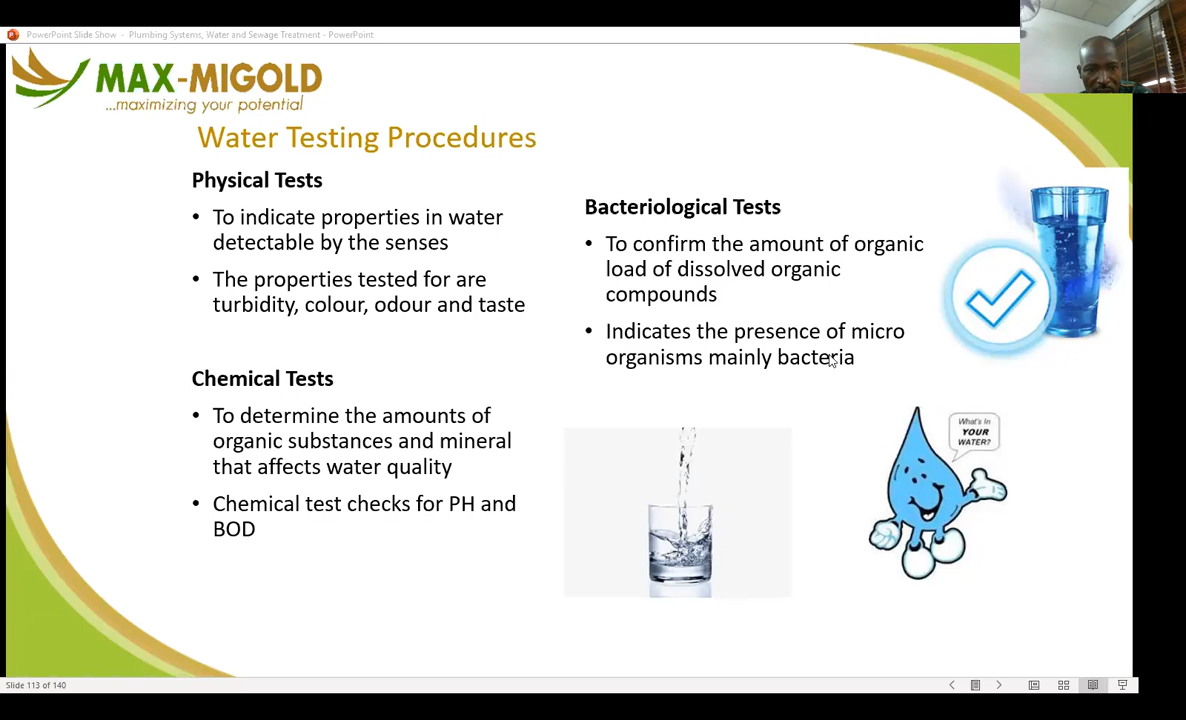 PowerPoint Slide Show - Plumbing Systems, Water and Sewage Treatment - PowerPoint
MAX-MIGOLD
...maximizing your potential
Water Testing Procedures
Physical Tests
• To indicate properties in water
detectable by the senses
• The properties tested for are
turbidity, colour, odour and taste
Chemical Tests
• To determine the amounts of
organic substances and mineral
that affects water quality
• Chemical test checks for PH and
BOD
Bacteriological Tests
• To confirm the amount of organic
load of dissolved organic
compounds
• Indicates the presence of micro
organisms mainly bacteria
What's In
YOUR
WATER?
Slide 113 of 140